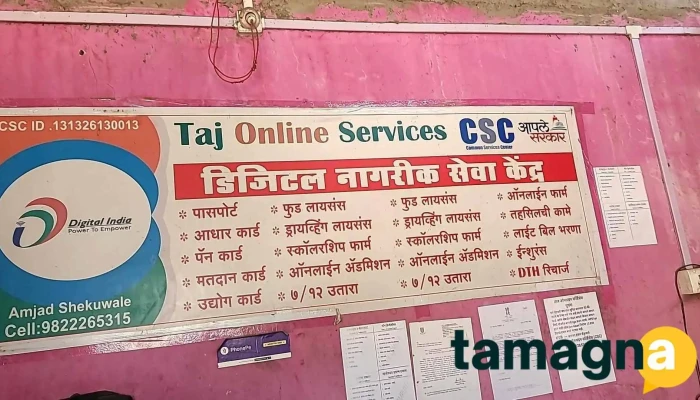 CSC ID .131326130013
Taj Online Services
CSC
Common Services Center
आपले
सरकार
डिजिटल नागरीक सेवा केंद्र
Digital India
Power To Empower
* पासपोर्ट
* आधार कार्ड
* पॅन कार्ड
* मतदान कार्ड
* उद्योग कार्ड
* फुड लायसंस
* ड्रायव्हिंग लायसंस
* स्कॉलरशिप फार्म
* ऑनलाईन अ‍ॅडमिशन
* ७/१२ उतारा
* फुड लायसंस
* ड्रायव्हिंग लायसंस
* स्कॉलरशिप फार्म
* ऑनलाईन अ‍ॅडमिशन
* ७/१२ उतारा
* ऑनलाईन फार्म
* तहसिलची कामे
* लाईट बिल भरणा
* ईन्शुरंस
* DTH रिचार्ज
Amjad Shekuwale
Cell:9822265315
PhonePe
tamagna